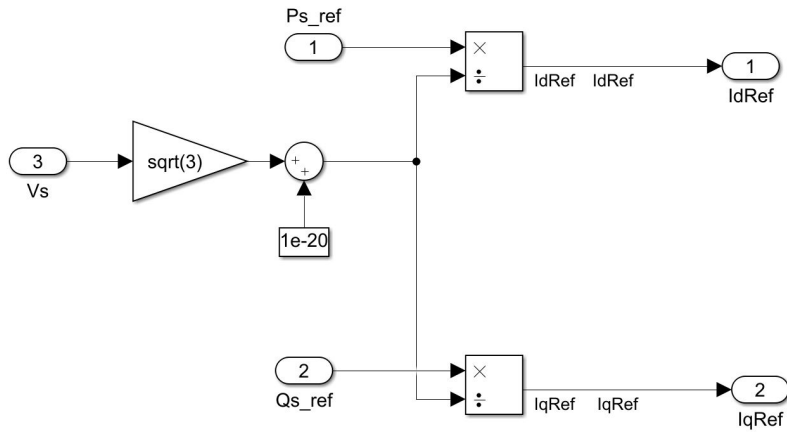 Ps_ref
1
×
÷
IdRef IdRef
1
IdRef
3
Vs
sqrt(3)
+
+
1e-20
2
Qs_ref
×
÷
IqRef IqRef
2
IqRef